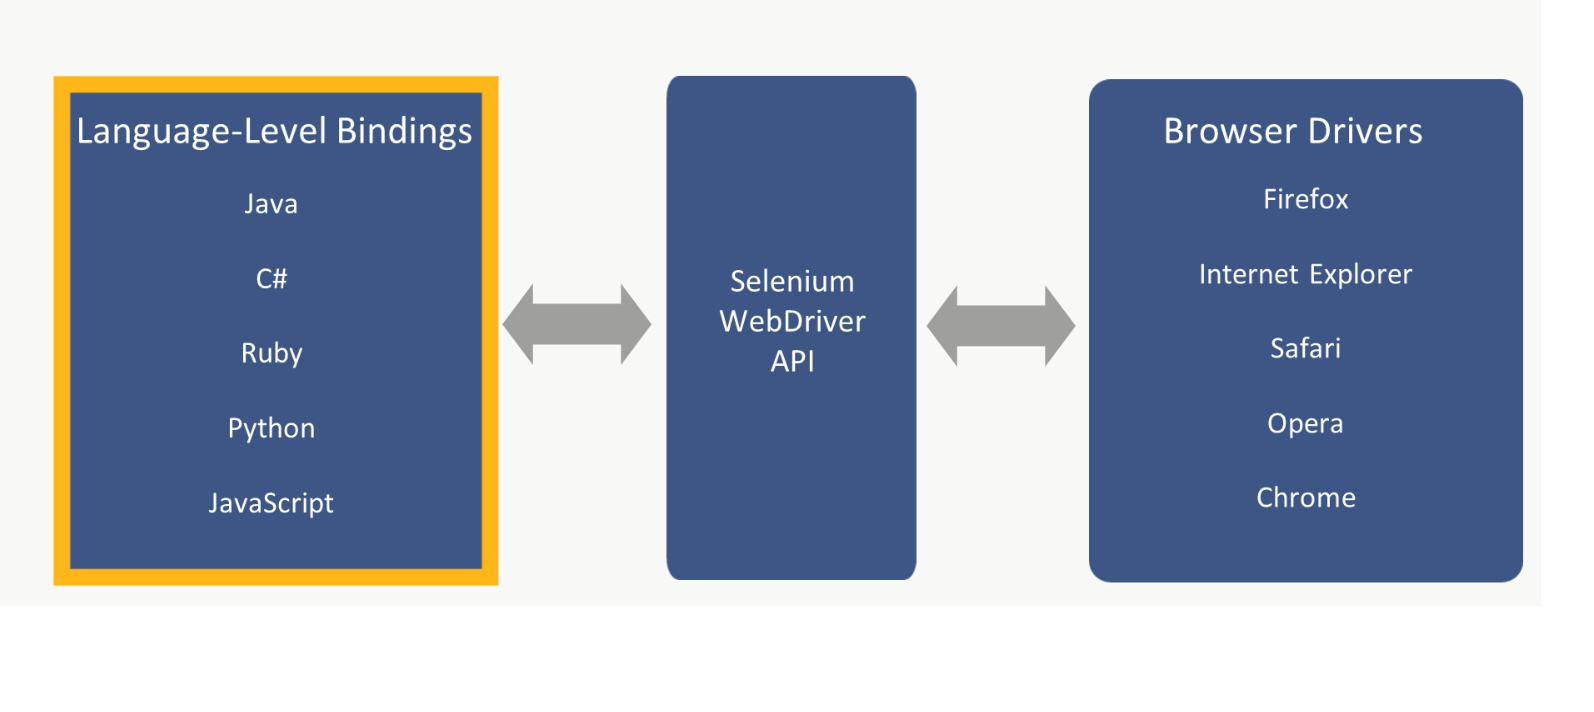 Language-Level Bindings
Java
C#
Ruby
Python
JavaScript
Selenium
WebDriver
API
Browser Drivers
Firefox
Internet Explorer
Safari
Opera
Chrome